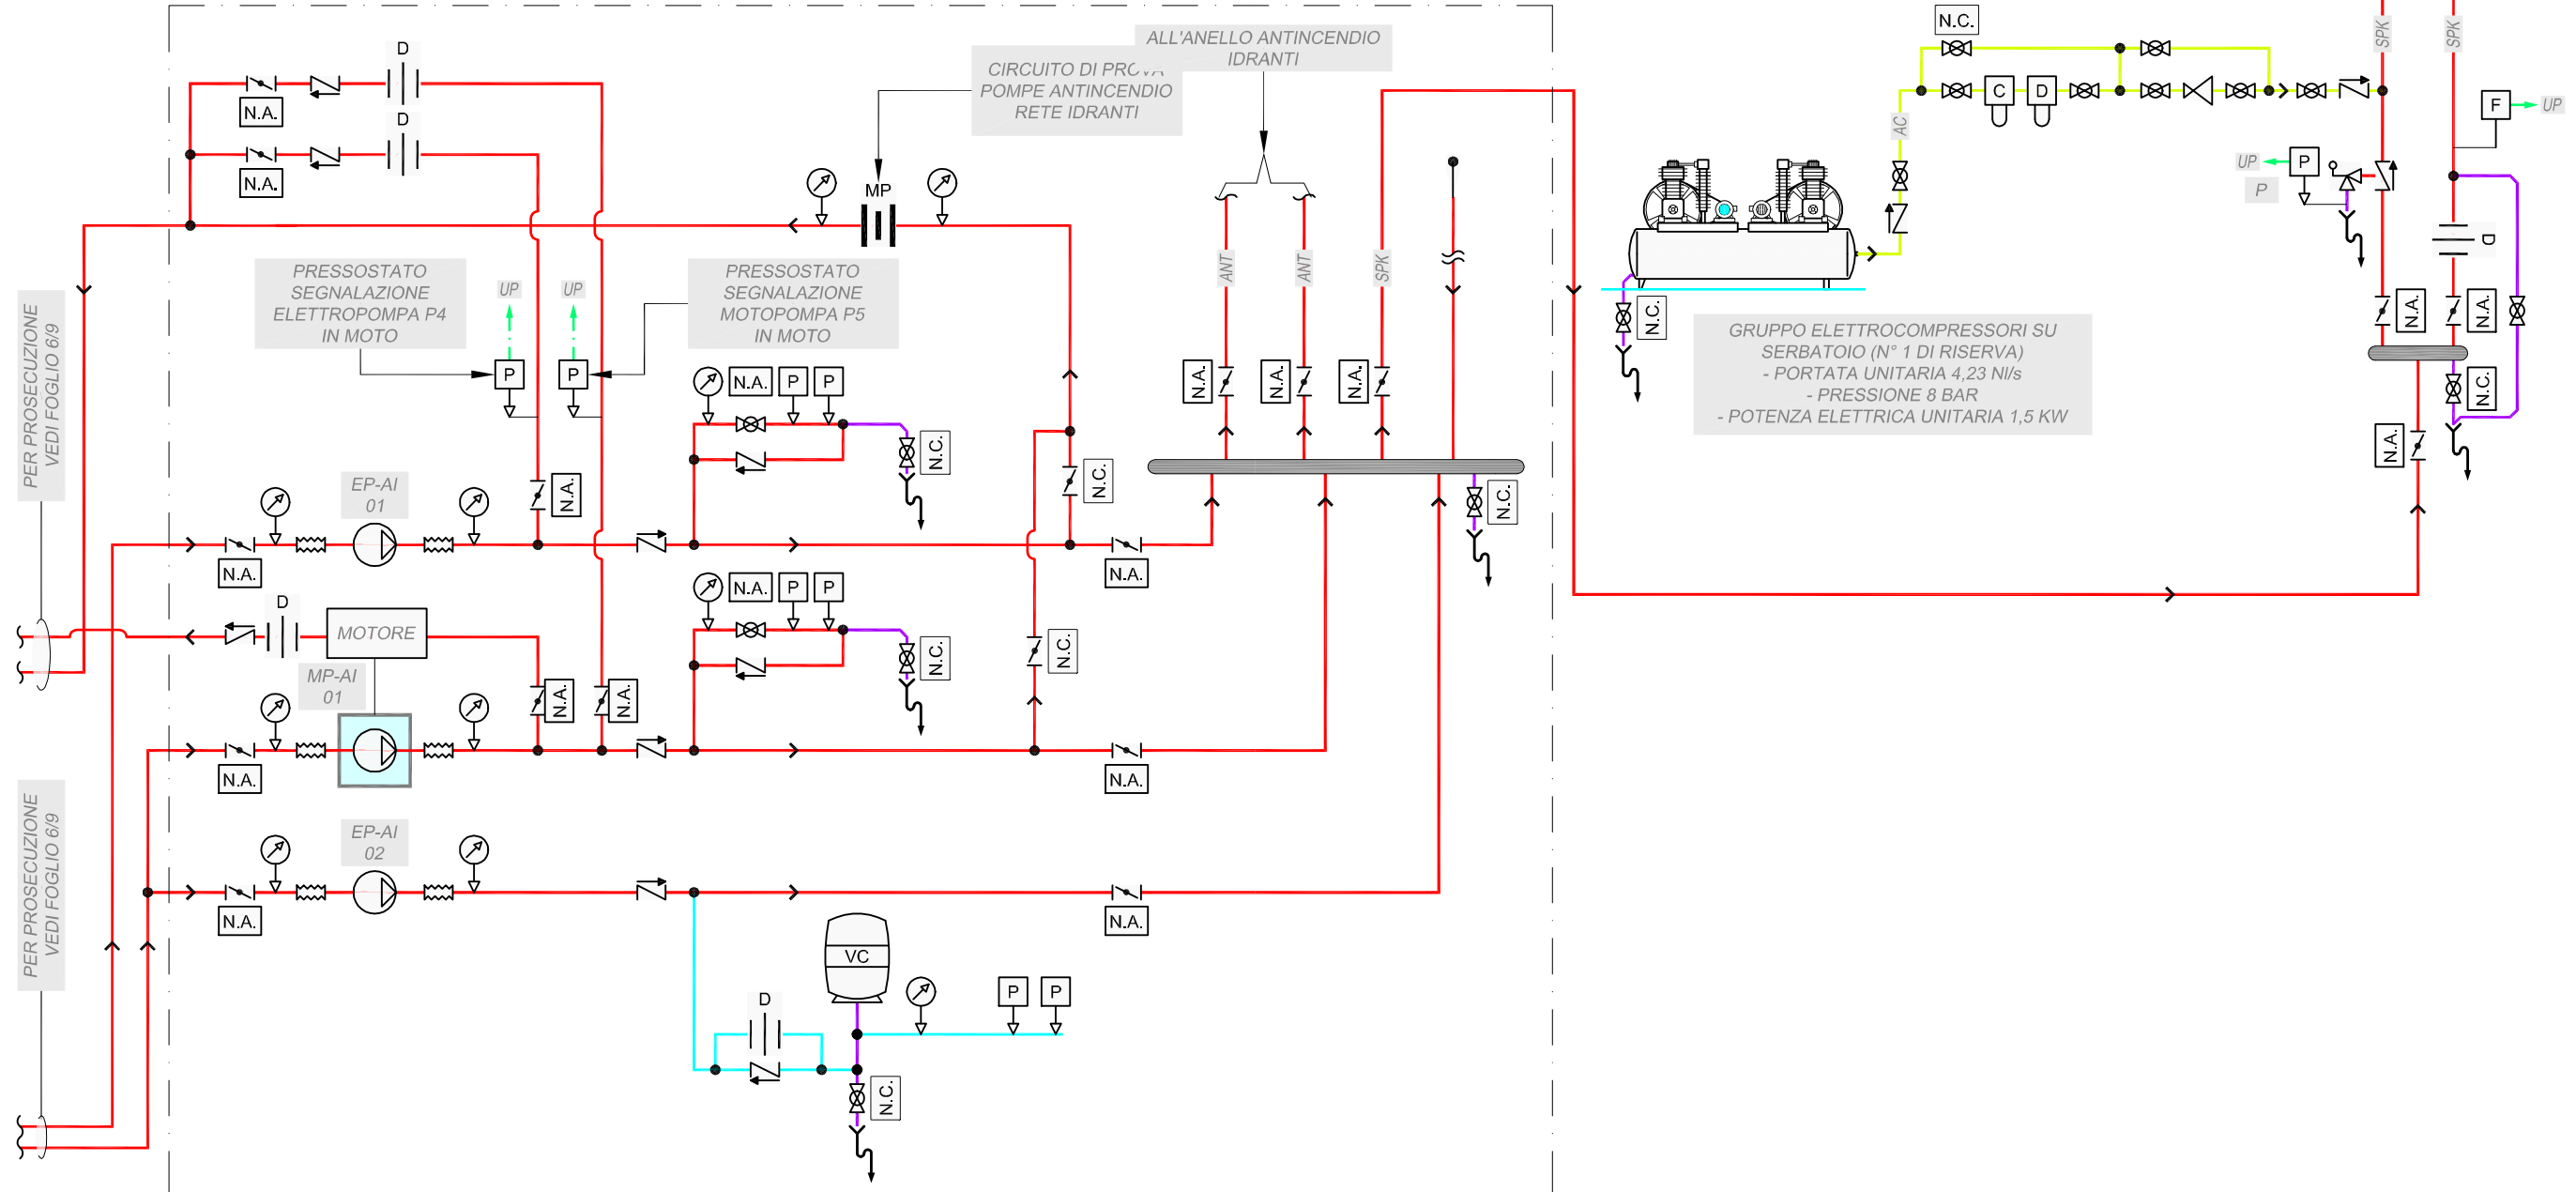 D
N.A.
D
N.A.
CIRCUITO DI PROVA
POMPE ANTINCENDIO
RETE IDRANTI
ALL'ANELLO ANTINCENDIO
IDRANTI
MP
PRESSOSTATO
SEGNALAZIONE
ELETTROPOMPA P4
IN MOTO
UP
UP
PRESSOSTATO
SEGNALAZIONE
MOTOPOMPA P5
IN MOTO
P
P
PER PROSECUZIONE
VEDI FOGLIO 6/9
N.A.
P
P
N.C.
EP-AI
01
N.A.
N.A.
N.C.
N.A.
ANT
ANT
SPK
N.A.
N.A.
N.A.
N.C.
D
MOTORE
MP-AI
01
N.A.
N.A.
N.A.
N.A.
P
P
N.C.
N.C.
N.A.
PER PROSECUZIONE
VEDI FOGLIO 6/9
EP-AI
02
N.A.
N.A.
VC
D
P
P
N.C.
N.C.
AC
C
D
SPK
SPK
F
UP
UP
P
P
D
N.C.
GRUPPO ELETTROCOMPRESSORI SU
SERBATOIO (N° 1 DI RISERVA)
- PORTATA UNITARIA 4,23 Nl/s
- PRESSIONE 8 BAR
- POTENZA ELETTRICA UNITARIA 1,5 KW
N.A.
N.A.
N.C.
N.A.